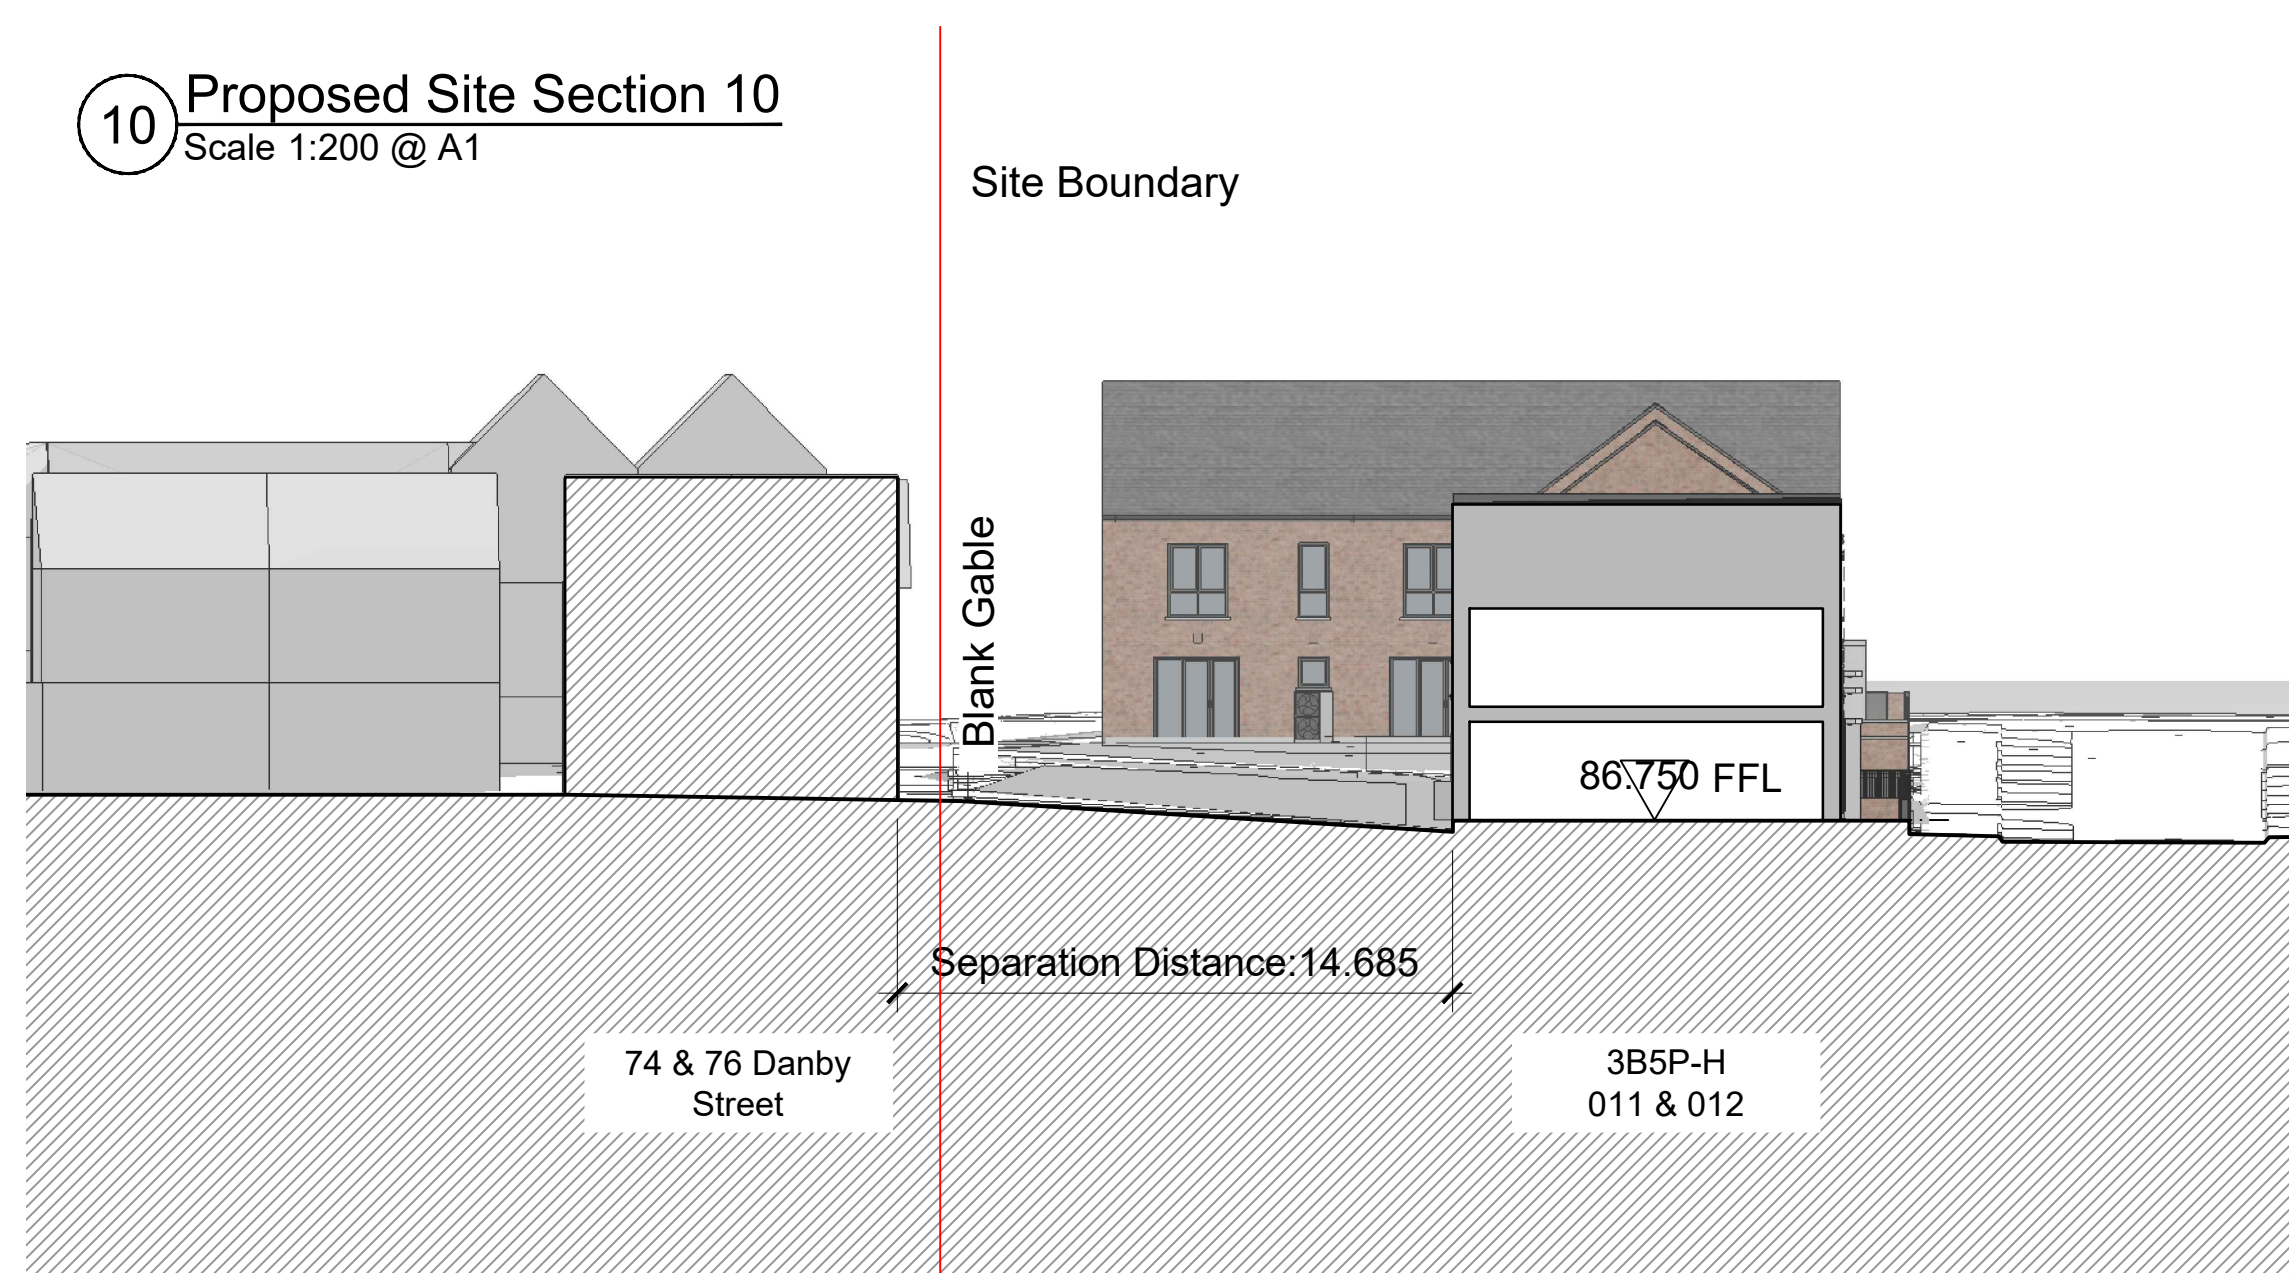 10
Proposed Site Section 10
Scale 1:200 @ A1
Site Boundary
Blank Gable
86.750 FFL
Separation Distance:14.685
74 & 76 Danby
Street
3B5P-H
011 & 012